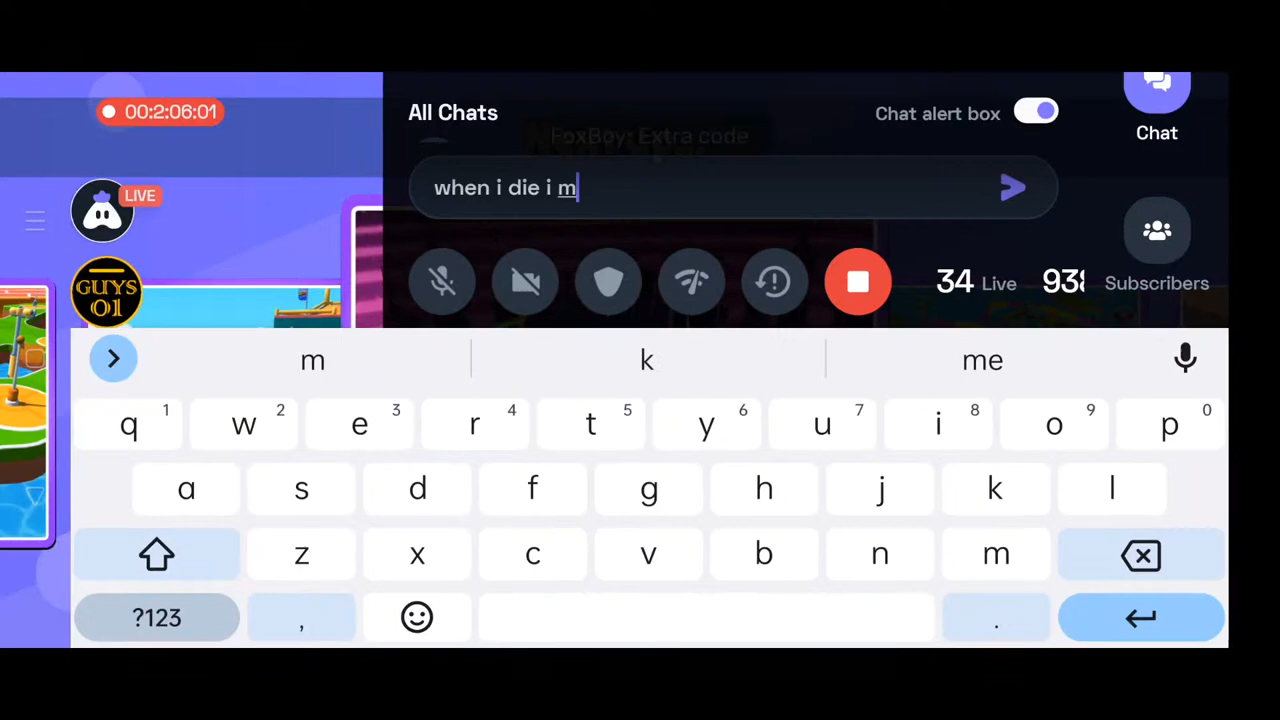 00:2:06:01
All Chats
Chat alert box
Chat
FoxBoy: Extra code
LIVE
when i die i m
GUYS
01
34 Live
938
Subscribers
m k me
q 1 w 2 e 3 r 4 t 5 y 6 u 7 i 8 o 9 p 0
a s d f g h j k l
z x c v b n m
?123 , .